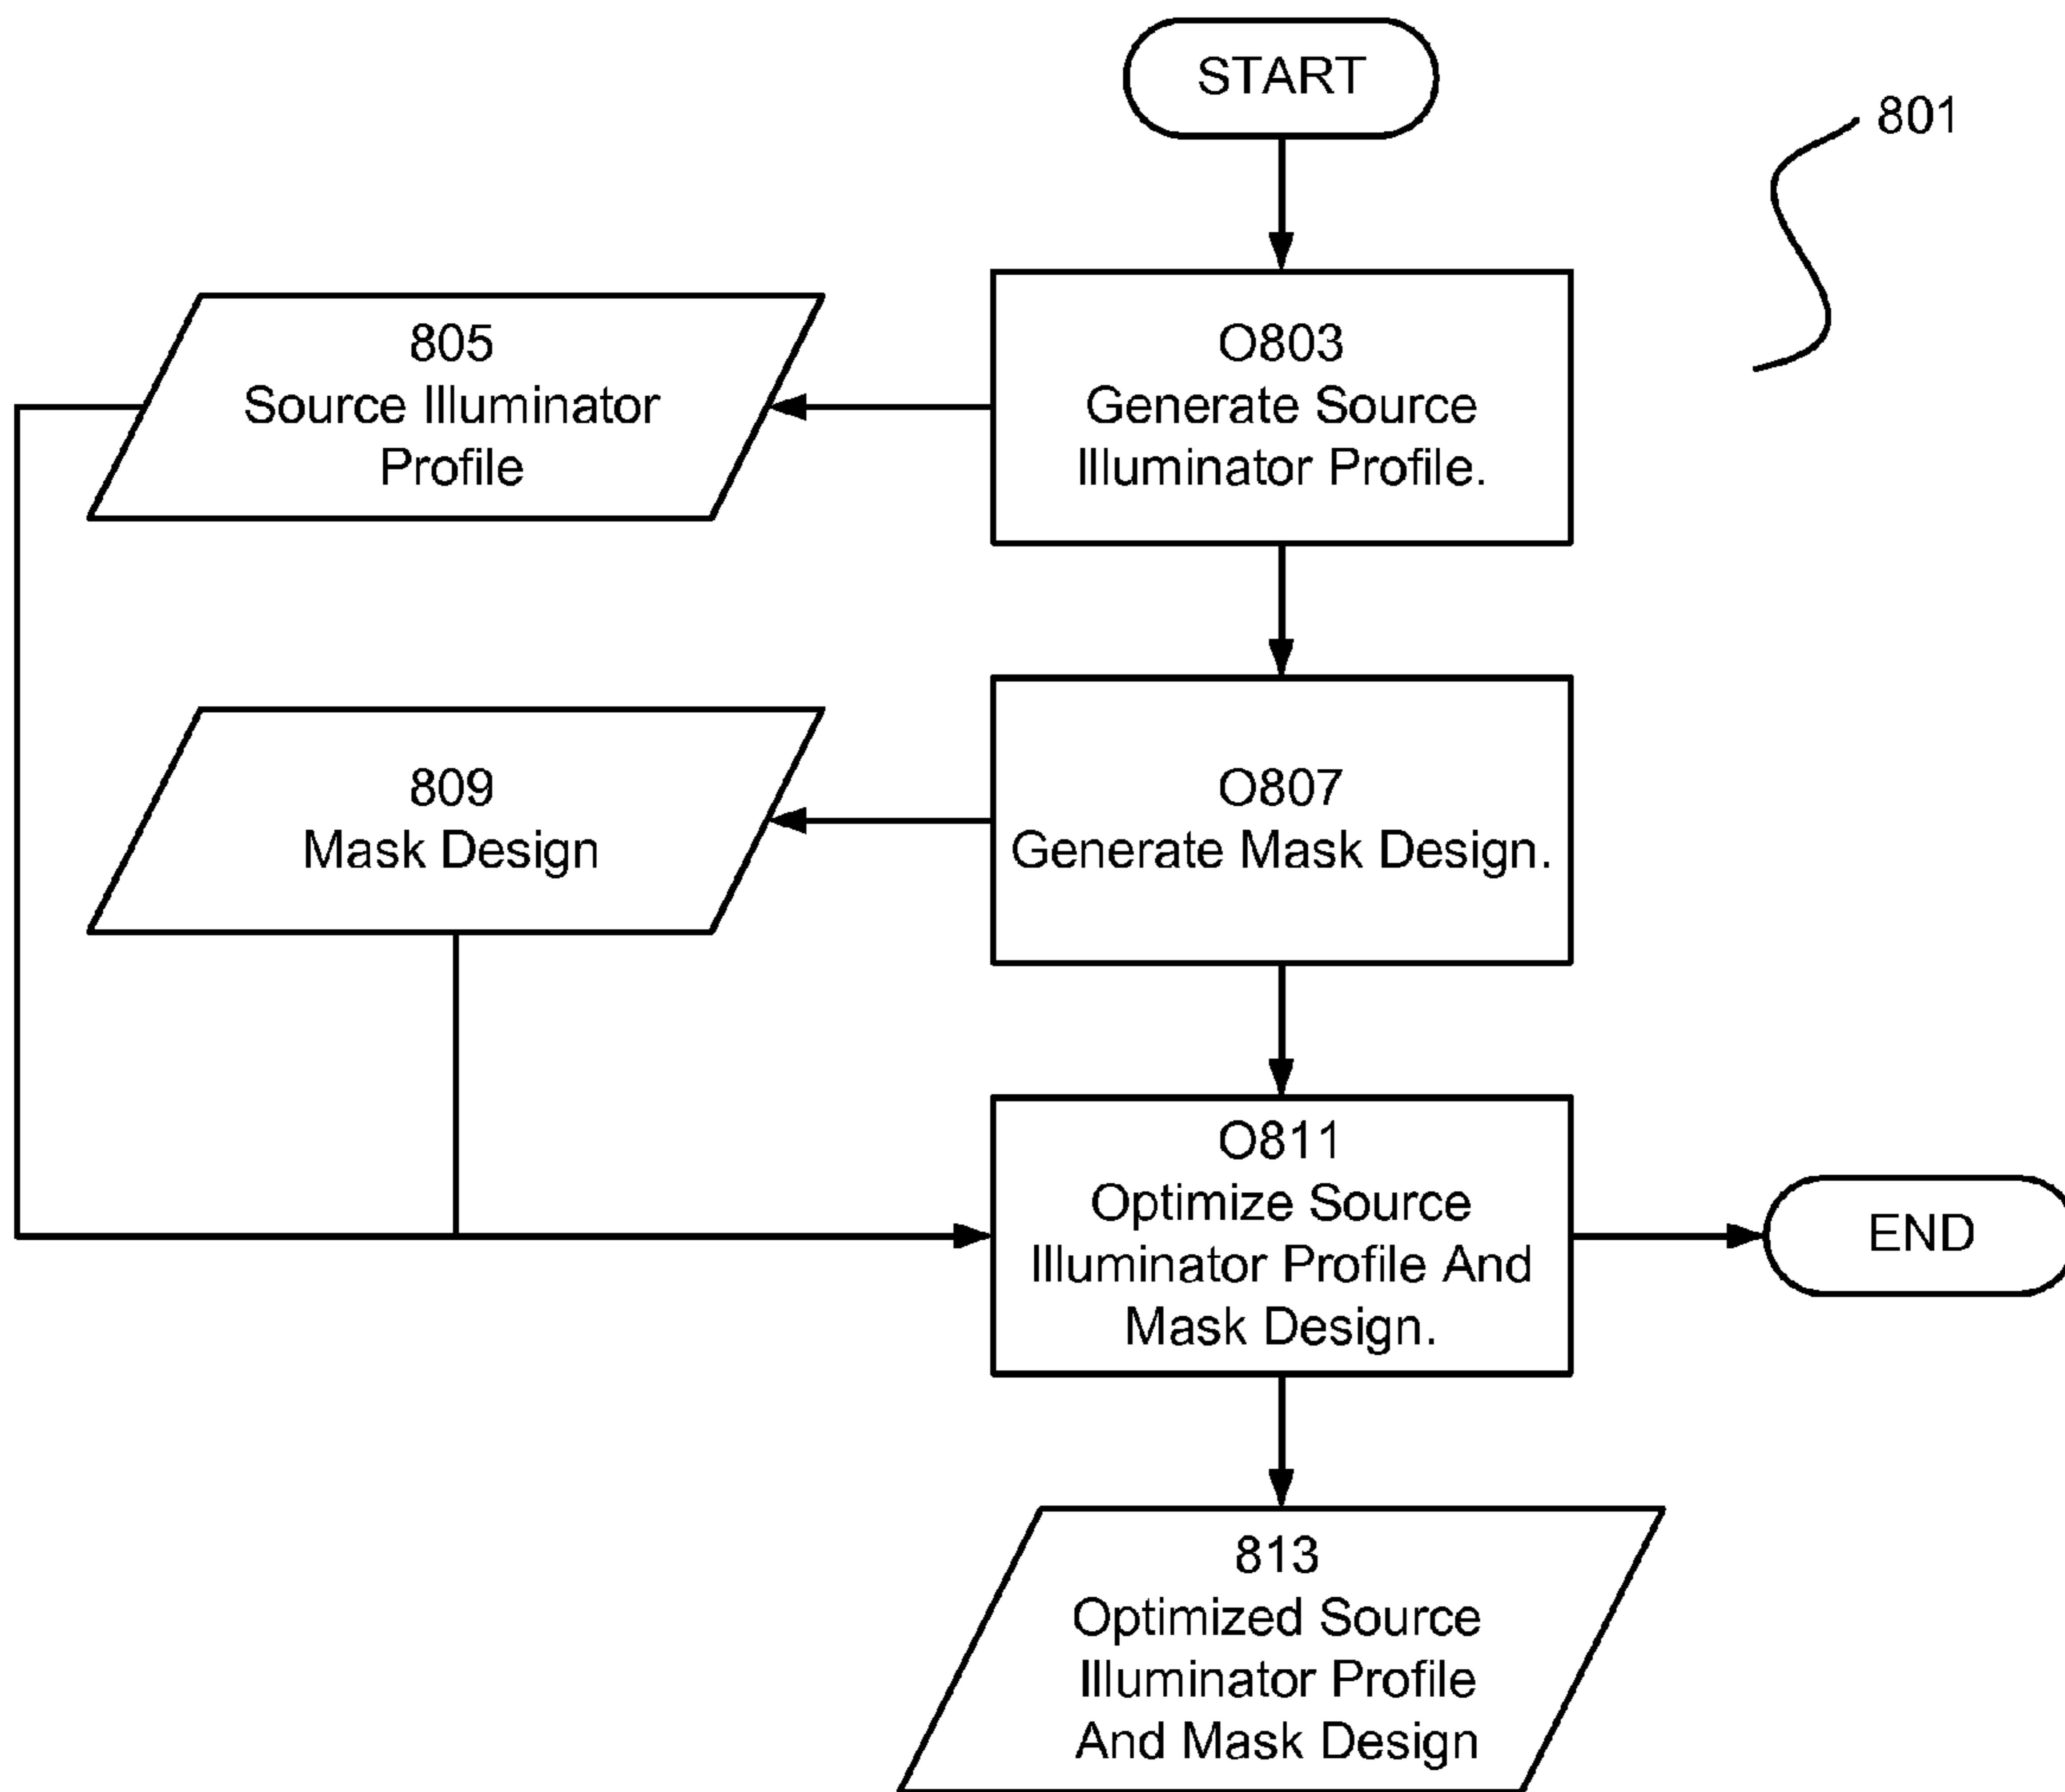 START
801
805
Source Illuminator
Profile
O803
Generate Source
Illuminator Profile.
809
Mask Design
O807
Generate Mask Design.
O811
Optimize Source
Illuminator Profile And
Mask Design.
END
813
Optimized Source
Illuminator Profile
And Mask Design